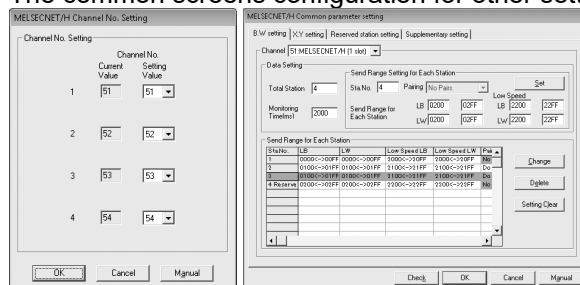 MELSECNET/H Channel No. Setting
Channel No. Setting
Channel No.
Current Value
Setting Value
1 51 51
2 52 52
3 53 53
4 54 54
OK Cancel Manual
MELSECNET/H Common parameter setting
B.W setting X.Y setting Reserved station setting Supplementary setting
Channel 51:MELSECNET/H (1 slot)
Data Setting
Total Station 4
Monitoring Time(ms) 2000
Send Range Setting for Each Station
Sta.No. 4 Pairing No Pairs Set
Low Speed
Send Range for Each Station
LB 0200 02FF LB 2200 22FF
LW 0200 02FF LW 2200 22FF
Send Range for Each Station
Sta.No. LB LW Low Speed LB Low Speed LW Pai
1 0000<->00FF 0000<->00FF 2000<->20FF 2000<->20FF No
2 0100<->01FF 0100<->01FF 2100<->21FF 2100<->21FF Do
3 0100<->01FF 0100<->01FF 2100<->21FF 2100<->21FF Do
4 Reserve 0200<->02FF 0200<->02FF 2200<->22FF 2200<->22FF No
Change
Delete
Setting Clear
Check OK Cancel Manual